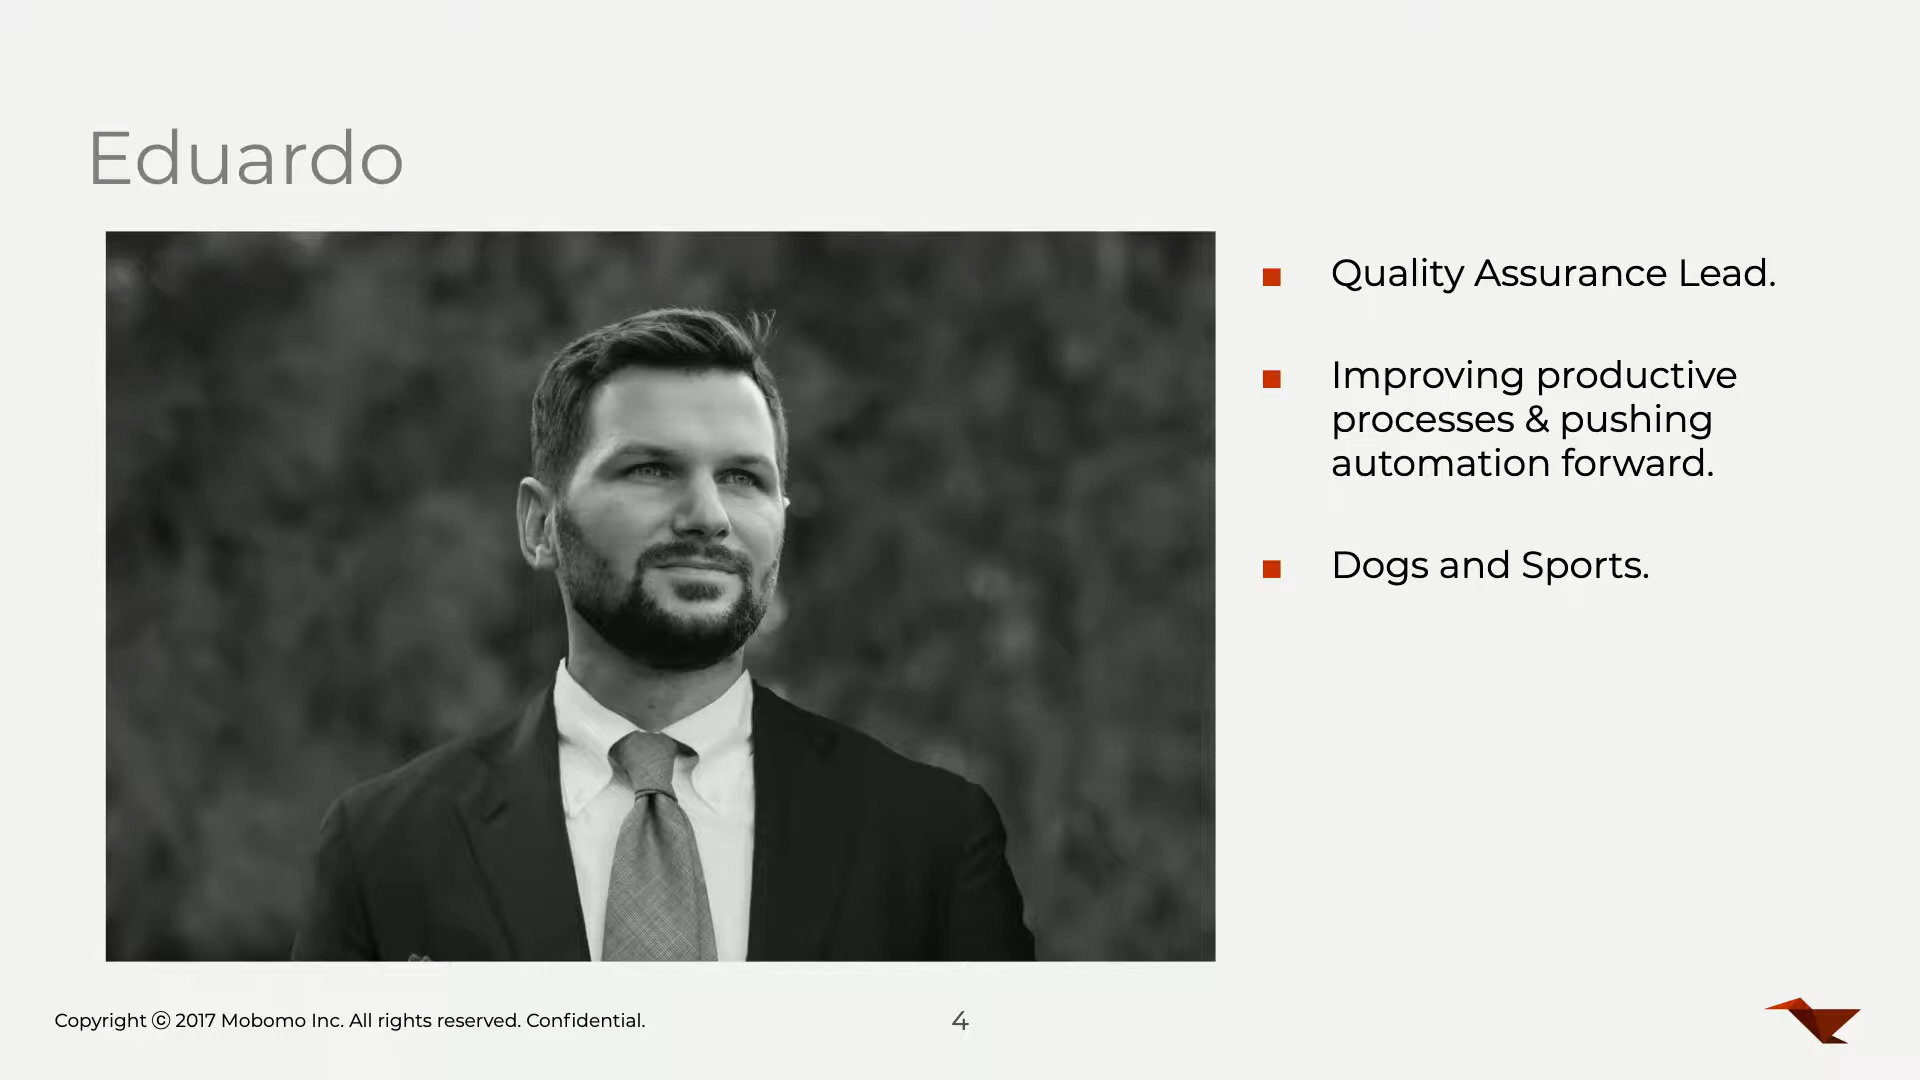 Eduardo
■ Quality Assurance Lead.
■ Improving productive
processes & pushing
automation forward.
■ Dogs and Sports.
Copyright ⓒ 2017 Mobomo Inc. All rights reserved. Confidential.
4